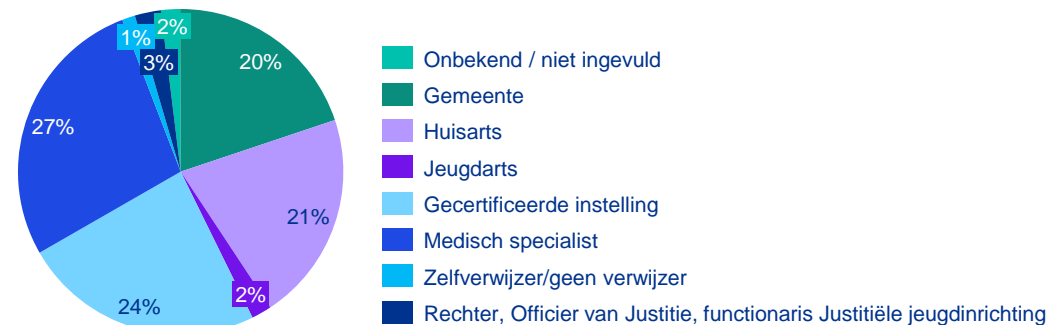 2%
1%
3%
20%
27%
21%
2%
24%
Onbekend / niet ingevuld
Gemeente
Huisarts
Jeugdarts
Gecertificeerde instelling
Medisch specialist
Zelfverwijzer/geen verwijzer
Rechter, Officier van Justitie, functionaris Justitiële jeugdinrichting